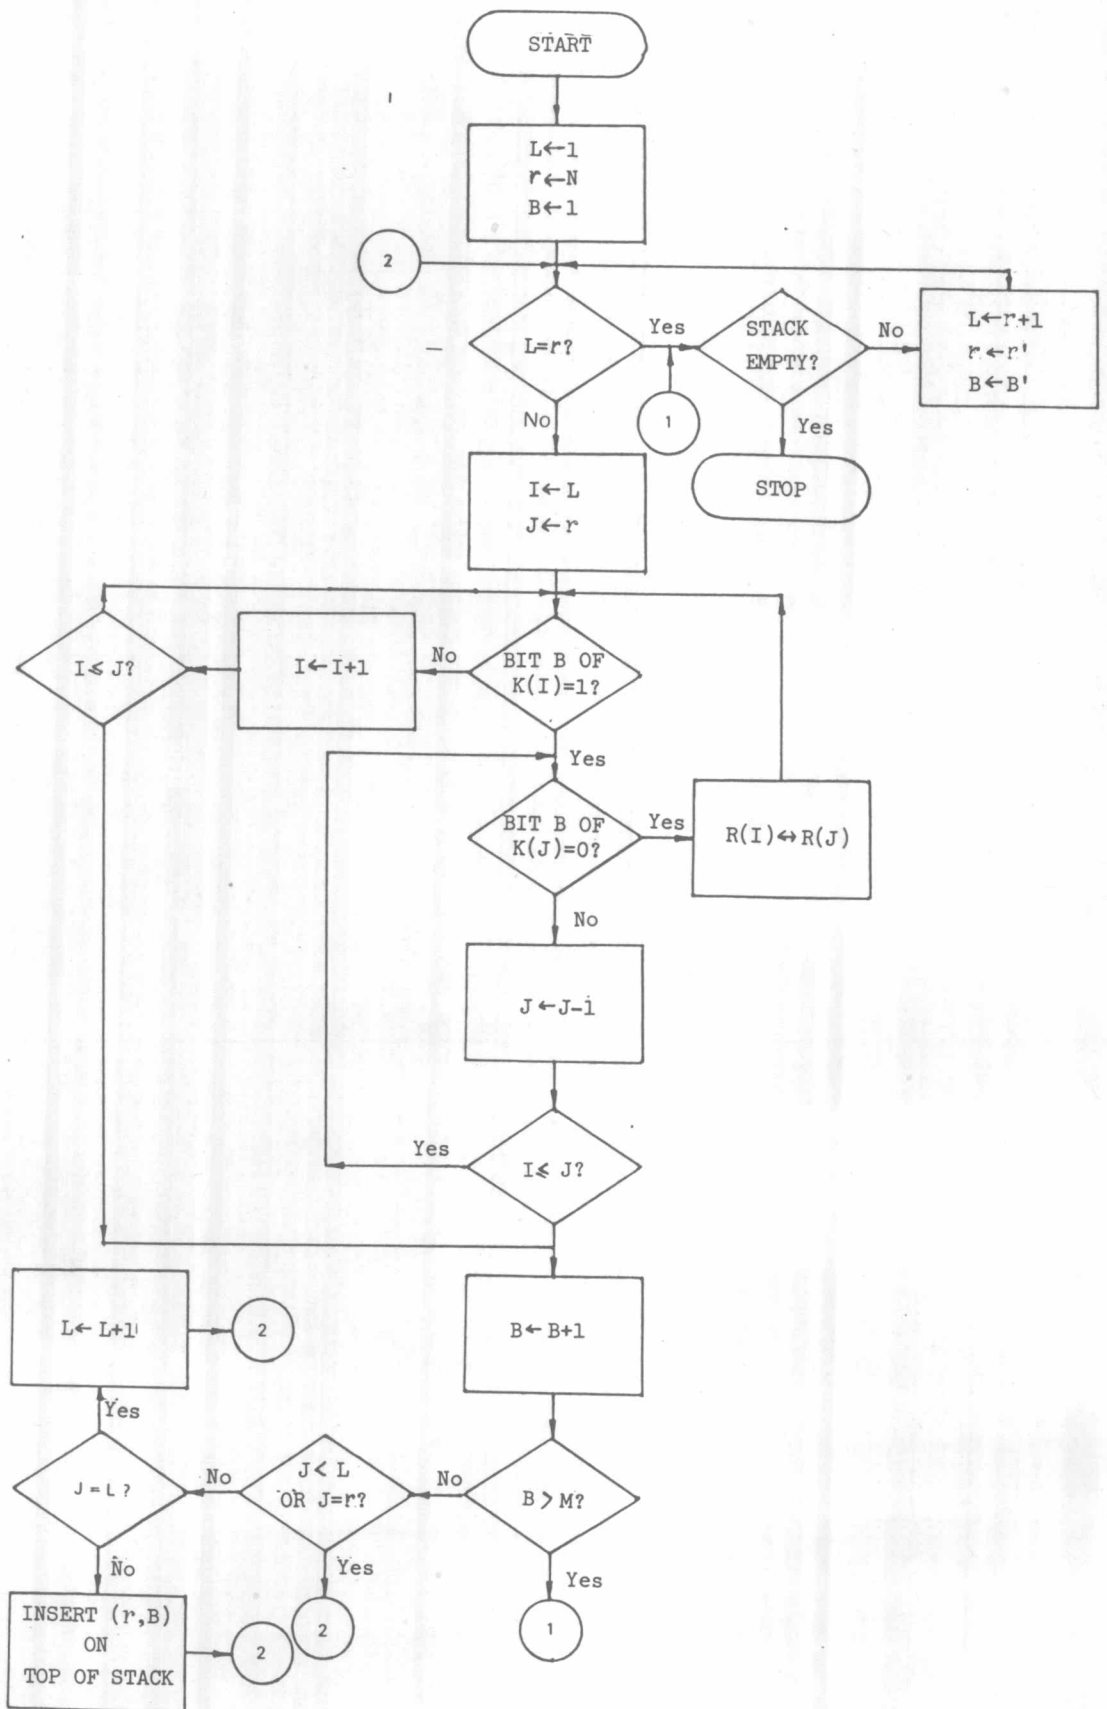 START
L←1
r←N
B←1
2
L=r?
Yes
STACK
EMPTY?
No
L←r+1
r←r'
B←B'
1
No
Yes
STOP
I←L
J←r
I≤J?
I←I+1
No
BIT B OF
K(I)=1?
Yes
BIT B OF
K(J)=0?
Yes
R(I)↔R(J)
No
J←J-1
Yes
I≤J?
L←L+1
2
B←B+1
Yes
J=L?
No
J<L
OR J=r?
No
B>M?
No
Yes
Yes
INSERT (r,B)
ON
TOP OF STACK
2
2
1